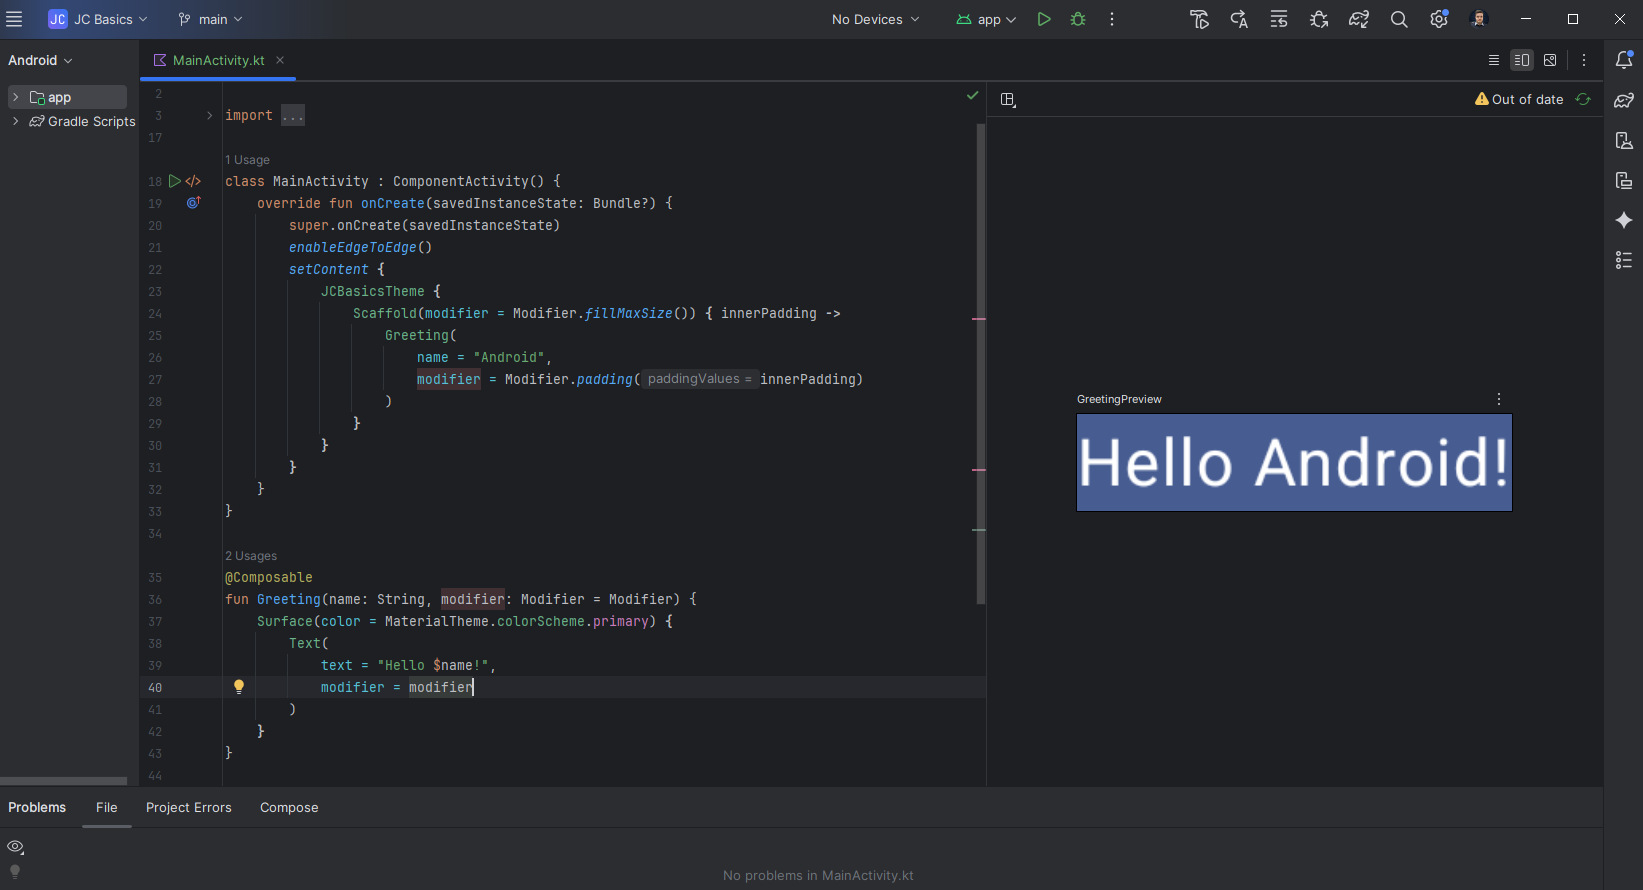 JC JC Basics main No Devices app
Android
MainActivity.kt
app
Gradle Scripts
Out of date
2
3 import ...
17
1 Usage
18 class MainActivity : ComponentActivity() {
19 override fun onCreate(savedInstanceState: Bundle?) {
20 super.onCreate(savedInstanceState)
21 enableEdgeToEdge()
22 setContent {
23 JCBasicsTheme {
24 Scaffold(modifier = Modifier.fillMaxSize()) { innerPadding ->
25 Greeting(
26 name = "Android",
27 modifier = Modifier.padding( paddingValues = innerPadding)
28 )
29 }
30 }
31 }
32 }
33 }
34
2 Usages
35 @Composable
36 fun Greeting(name: String, modifier: Modifier = Modifier) {
37 Surface(color = MaterialTheme.colorScheme.primary) {
38 Text(
39 text = "Hello $name!",
40 modifier = modifier
41 )
42 }
43 }
44
GreetingPreview
Hello Android!
Problems File Project Errors Compose
No problems in MainActivity.kt